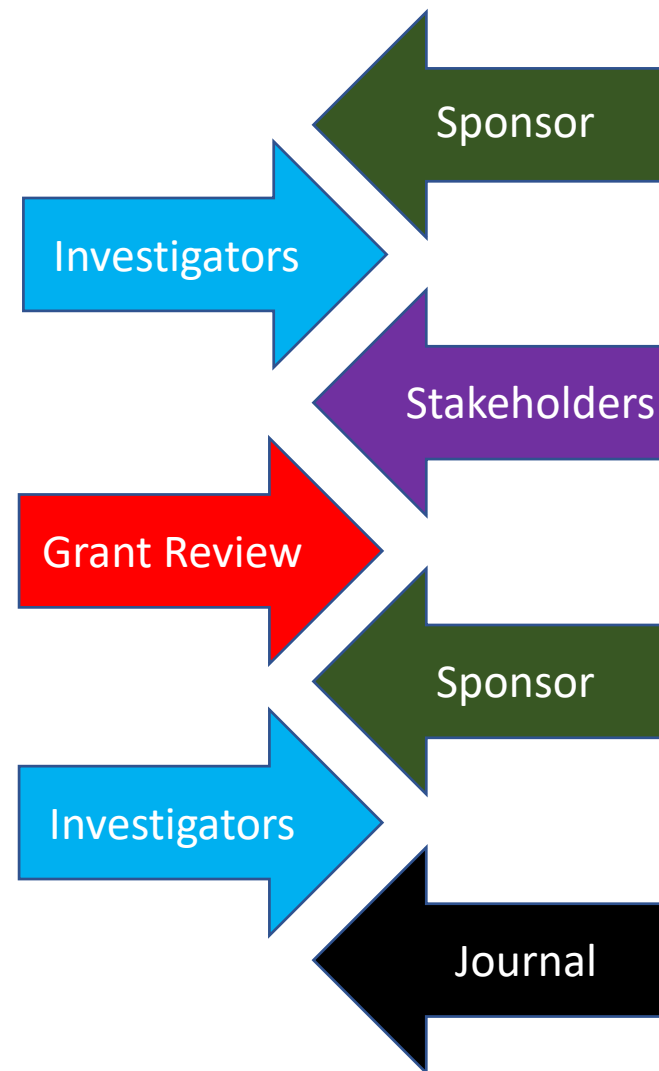 Sponsor
Investigators
Stakeholders
Grant Review
Sponsor
Investigators
Journal